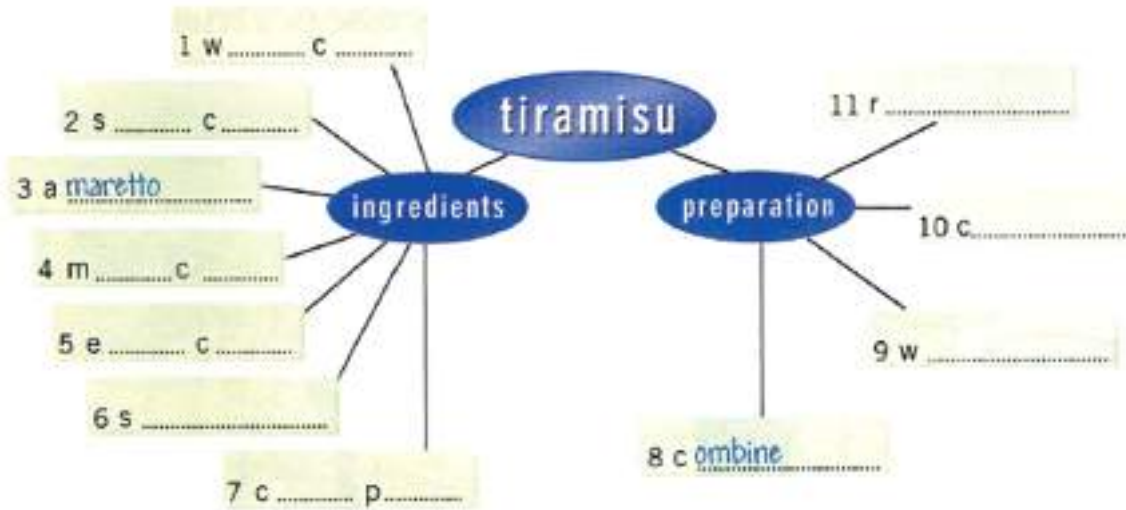 tiramisu
ingredients
1 w.......... c ..........
2 s .......... c ..........
3 a maretto
4 m .......... c ..........
5 e .......... c ..........
6 s ..............................
7 c .......... p..........
preparation
11 r ..............................
10 c..............................
9 w ..............................
8 c ombine